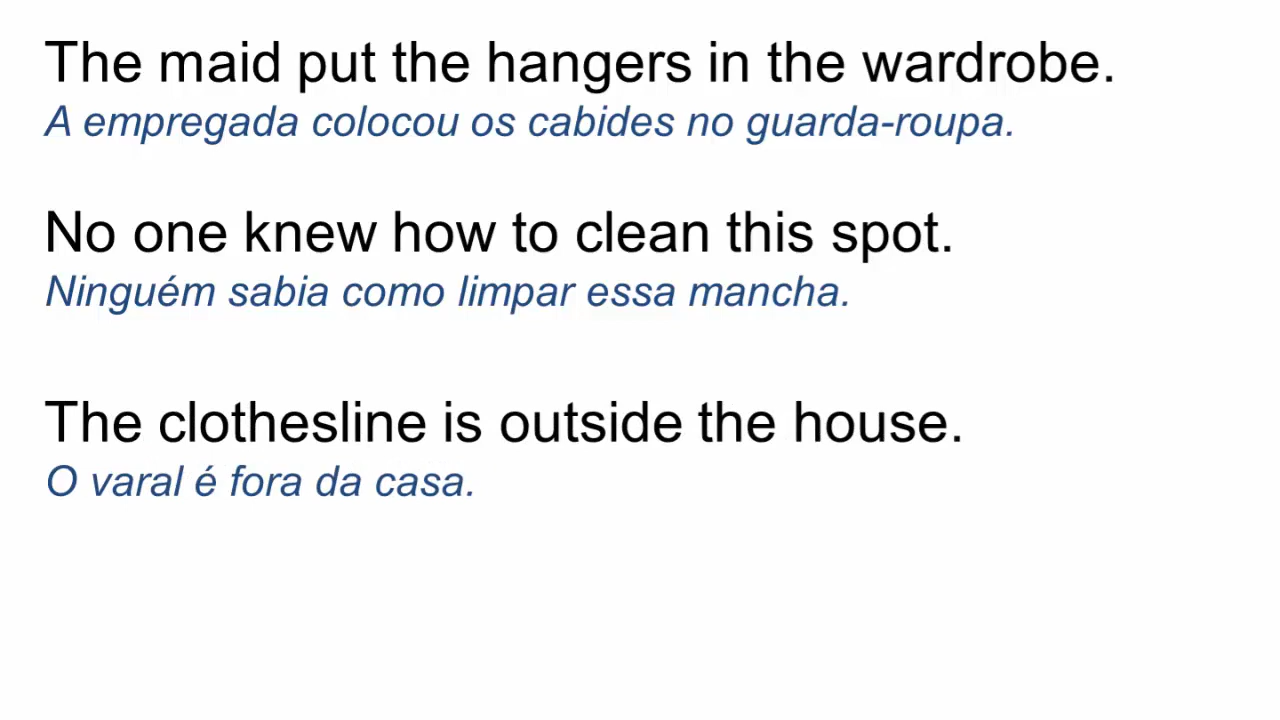 The maid put the hangers in the wardrobe.
A empregada colocou os cabides no guarda-roupa.
No one knew how to clean this spot.
Ninguém sabia como limpar essa mancha.
The clothesline is outside the house.
O varal é fora da casa.